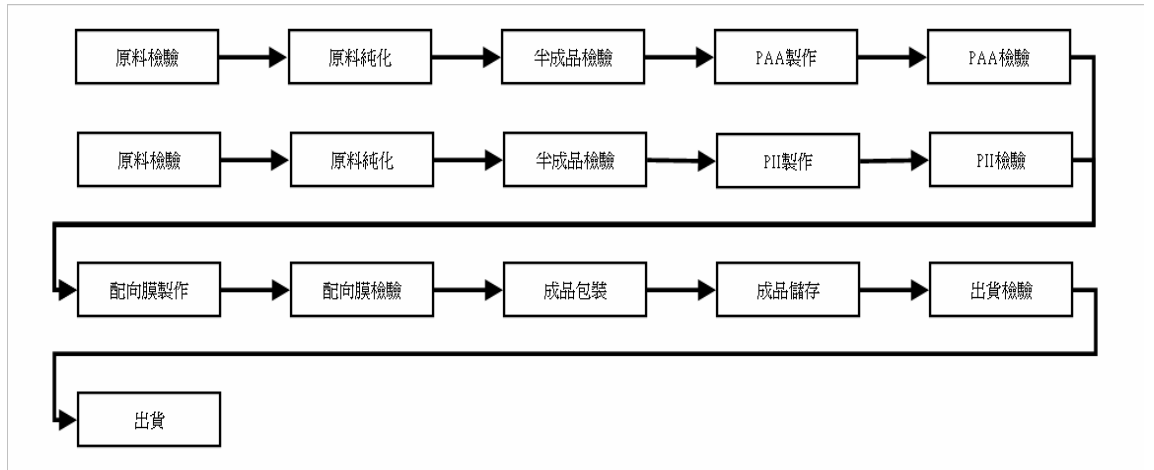 原料檢驗
原料純化
半成品檢驗
PAA製作
PAA檢驗
原料檢驗
原料純化
半成品檢驗
PII製作
PII檢驗
配向膜製作
配向膜檢驗
成品包裝
成品儲存
出貨檢驗
出貨